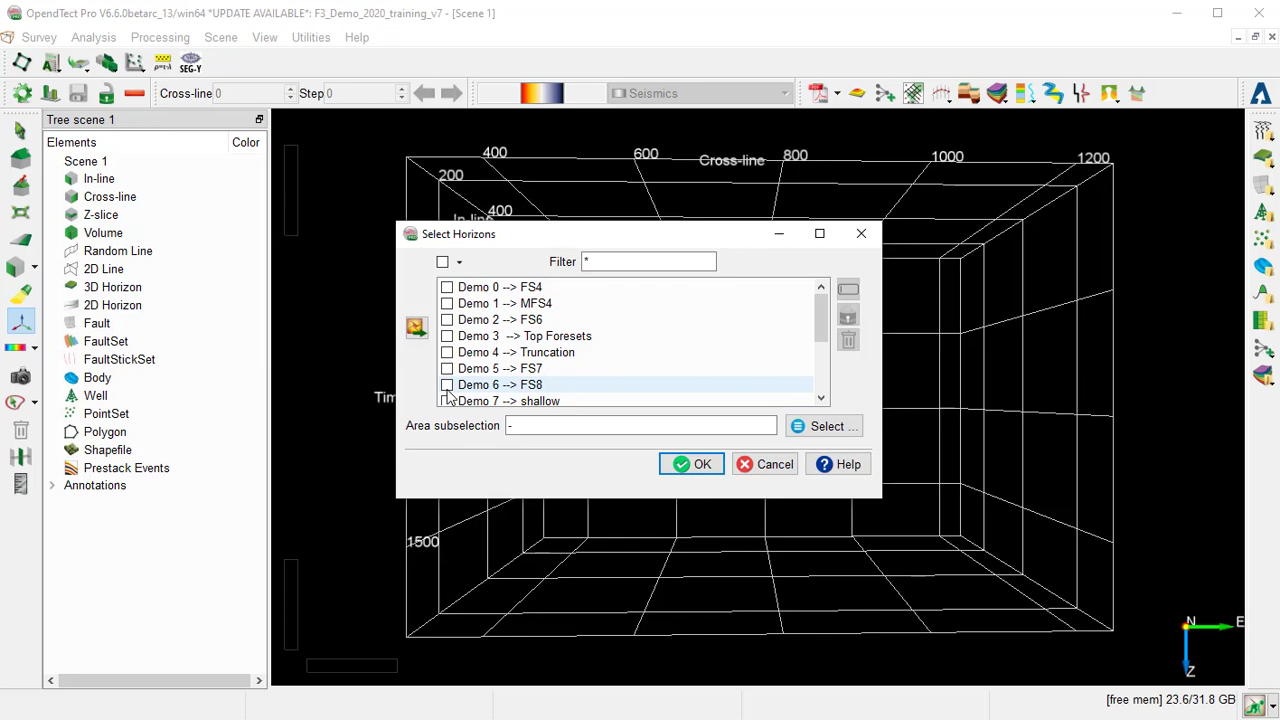 OpendTect Pro V6.6.0betarc_13/win64 *UPDATE AVAILABLE*: F3_Demo_2020_training_v7 - [Scene 1]
Survey Analysis Processing Scene View Utilities Help
ρ=t-λ SEG-Y
Cross-line 0 Step 0 Seismics
Tree scene 1
Elements Color
Scene 1
In-line
Cross-line
Z-slice
Volume
Random Line
2D Line
3D Horizon
Fault
FaultSet
FaultStickSet
Body
Well
PointSet
Polygon
Shapefile
Prestack Events
Annotations
400 600 Cross-line 800 1000 1200
200
400
In-line
Tim
1500
Select Horizons
Filter *
Demo 0 --> FS4
Demo 1 --> MFS4
Demo 2 --> FS6
Demo 3 --> Top Foresets
Demo 4 --> Truncation
Demo 5 --> FS7
Demo 6 --> FS8
Demo 7 --> shallow
Area subselection - Select ...
OK Cancel Help
N E
Z
[free mem] 23.6/31.8 GB